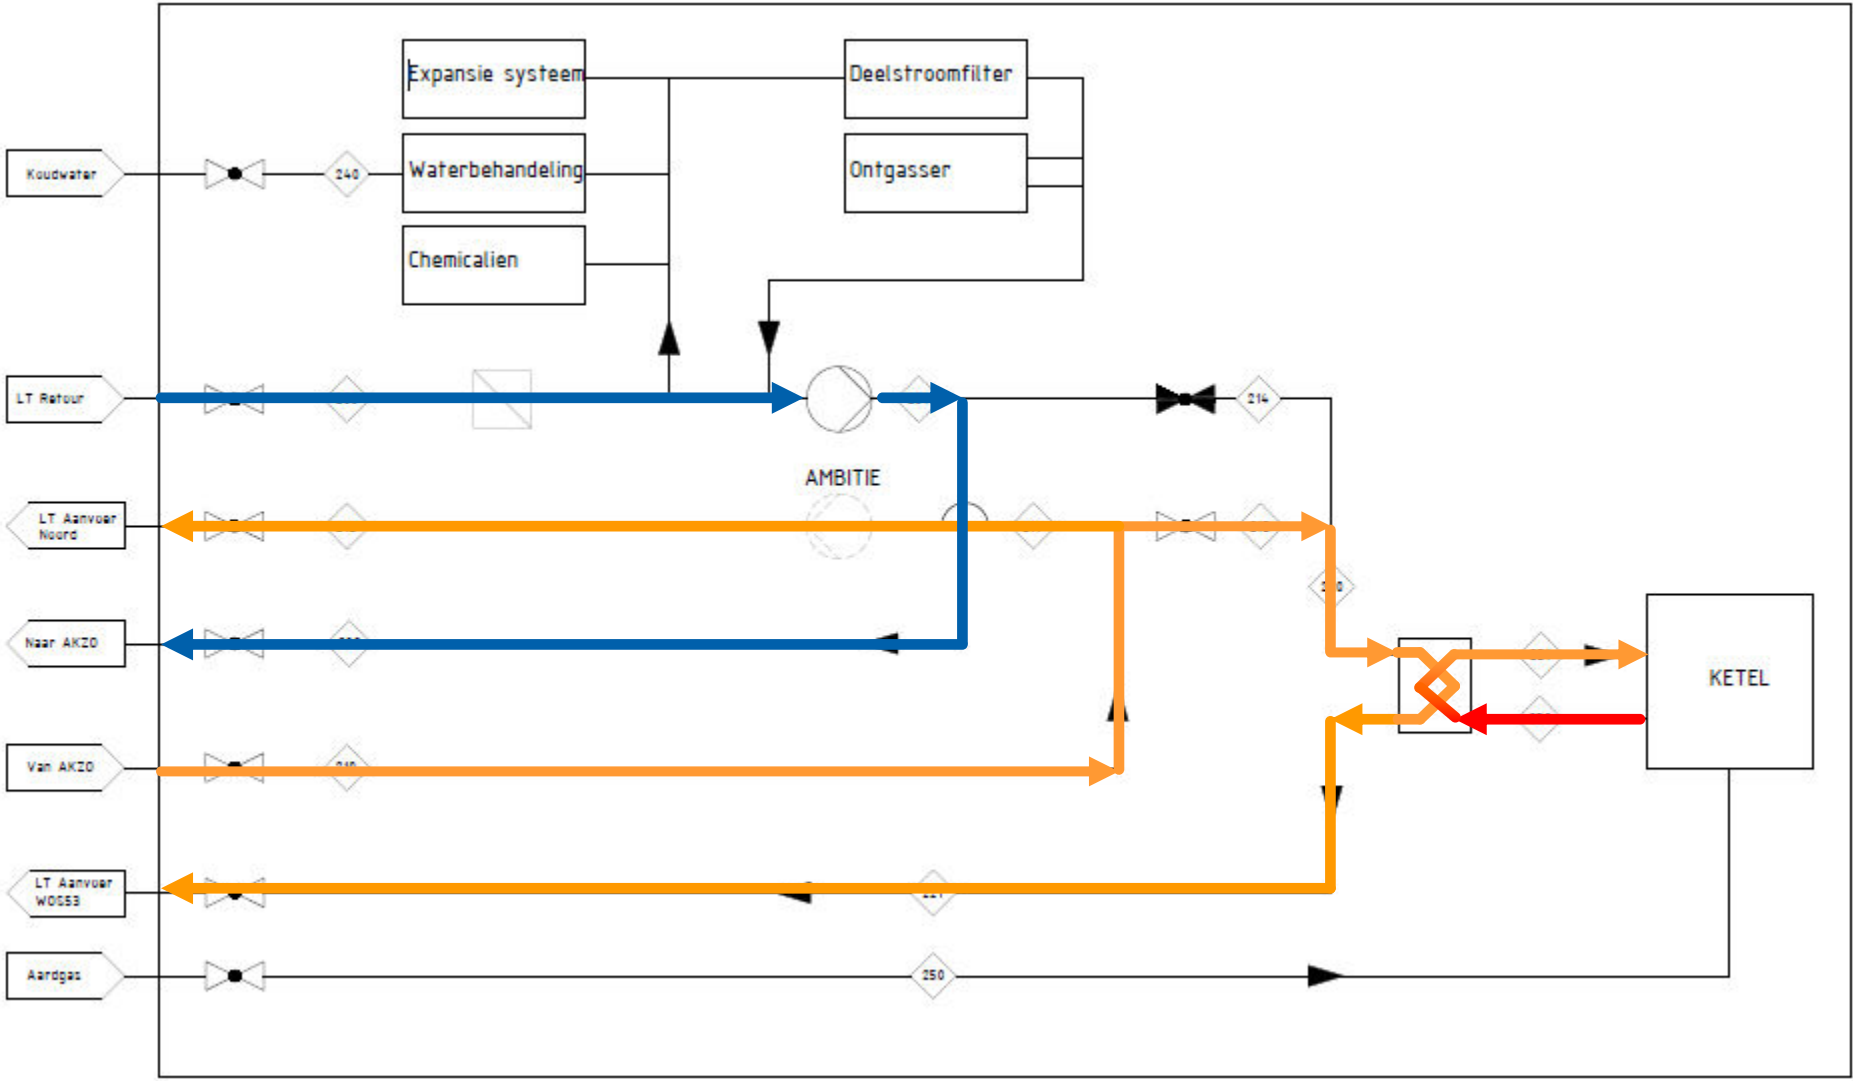 Expansie systeem
Deelstroomfilter
Koudwater
240
Waterbehandeling
Ontgasser
Chemicalien
LT Retour
214
AMBITIE
LT Aanvoer
Noord
Naar AKZO
KETEL
Van AKZO
LT Aanvoer
WOS53
Aardgas
250